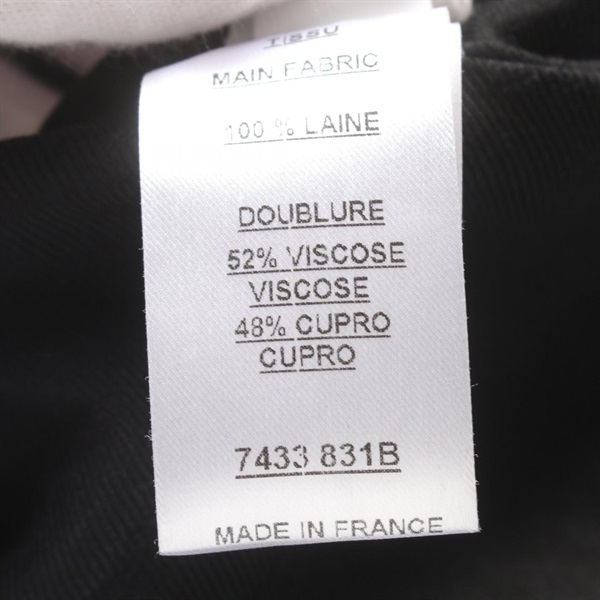 TISSU
MAIN FABRIC
100 % LAINE
DOUBLURE
52% VISCOSE
VISCOSE
48% CUPRO
CUPRO
7433 831B
MADE IN FRANCE